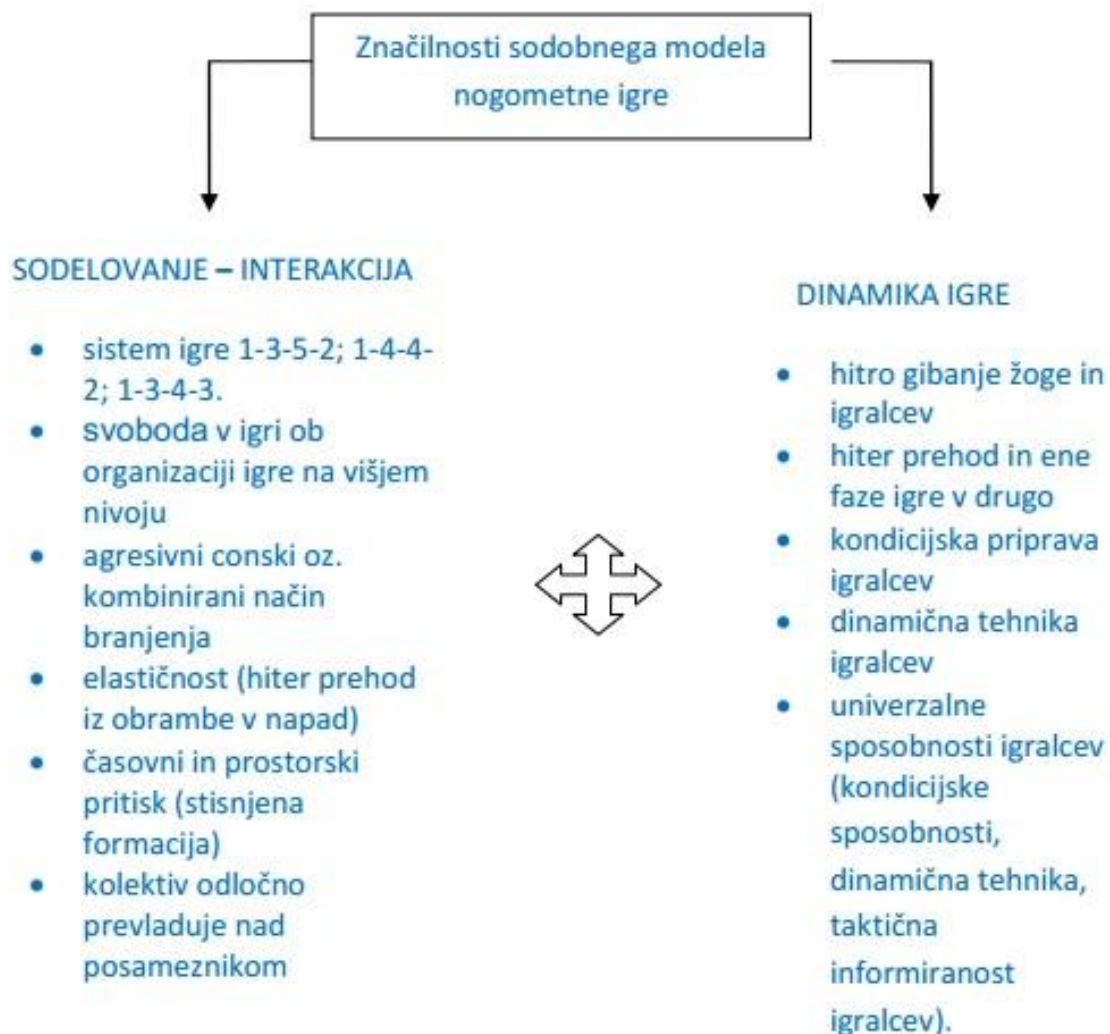 Značilnosti sodobnega modela
nogometne igre
SODELOVANJE – INTERAKCIJA
• sistem igre 1-3-5-2; 1-4-4-
2; 1-3-4-3.
• svoboda v igri ob
organizaciji igre na višjem
nivoju
• agresivni conski oz.
kombinirani način
branjenja
• elastičnost (hiter prehod
iz obrambe v napad)
• časovni in prostorski
pritisk (stisnjena
formacija)
• kolektiv odločno
prevladuje nad
posameznikom
DINAMIKA IGRE
• hitro gibanje žoge in
igralcev
• hiter prehod in ene
faze igre v drugo
• kondicijska priprava
igralcev
• dinamična tehnika
igralcev
• univerzalne
sposobnosti igralcev
(kondicijske
sposobnosti,
dinamična tehnika,
taktična
informiranost
igralcev).